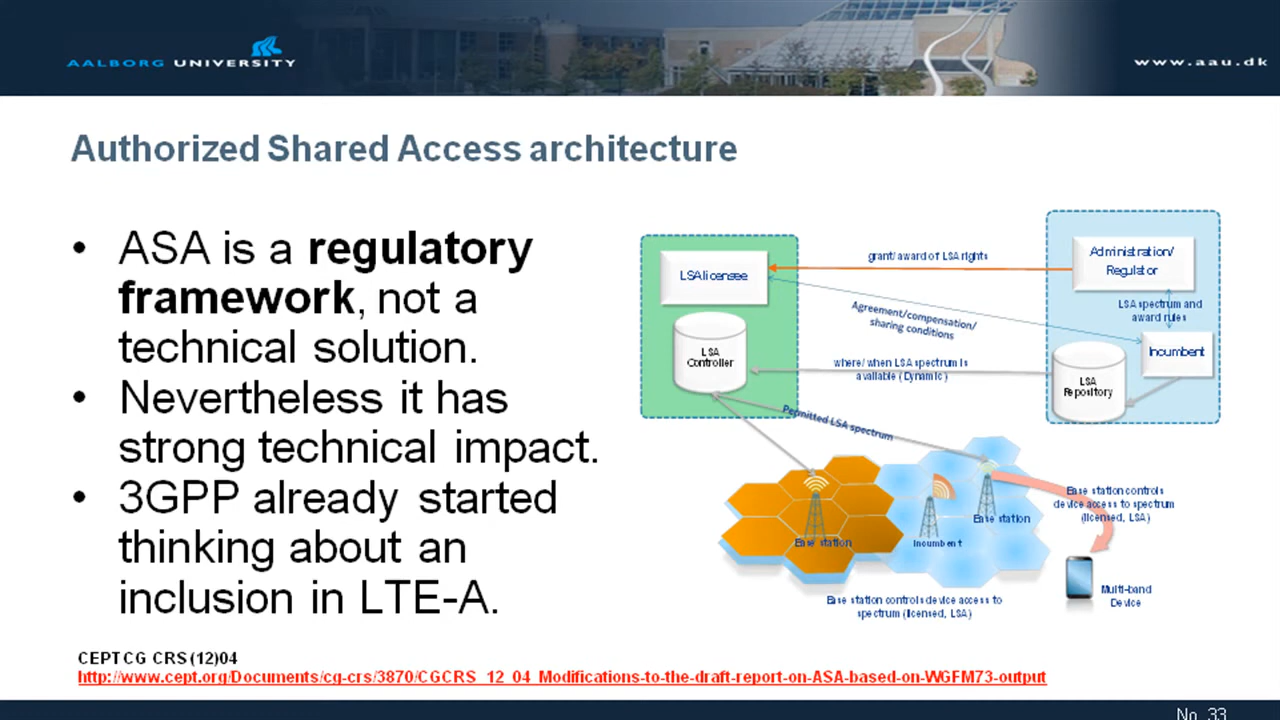 AALBORG UNIVERSITY
www.aau.dk
Authorized Shared Access architecture
• ASA is a regulatory
framework, not a
technical solution.
• Nevertheless it has
strong technical impact.
• 3GPP already started
thinking about an
inclusion in LTE-A.
LSA licensee
LSA
Controller
grant/ award of LSA rights
Agreement/compensation/
sharing conditions
where/ when LSA spectrum is
available ( Dynamic )
Permitted LSA spectrum
Administration/
Regulator
LSA spectrum and
award rules
Incumbent
LSA
Repository
Base station
Incumbent
Base station
Base station controls
device access to spectrum
(licensed, LSA)
Multi-band
Device
Base station controls device access to
spectrum (licensed, LSA)
CEPT CG CRS (12)04
http://www.cept.org/Documents/cg-crs/3870/CGCRS_12_04_Modifications-to-the-draft-report-on-ASA-based-on-WGFM73-output
No. 33